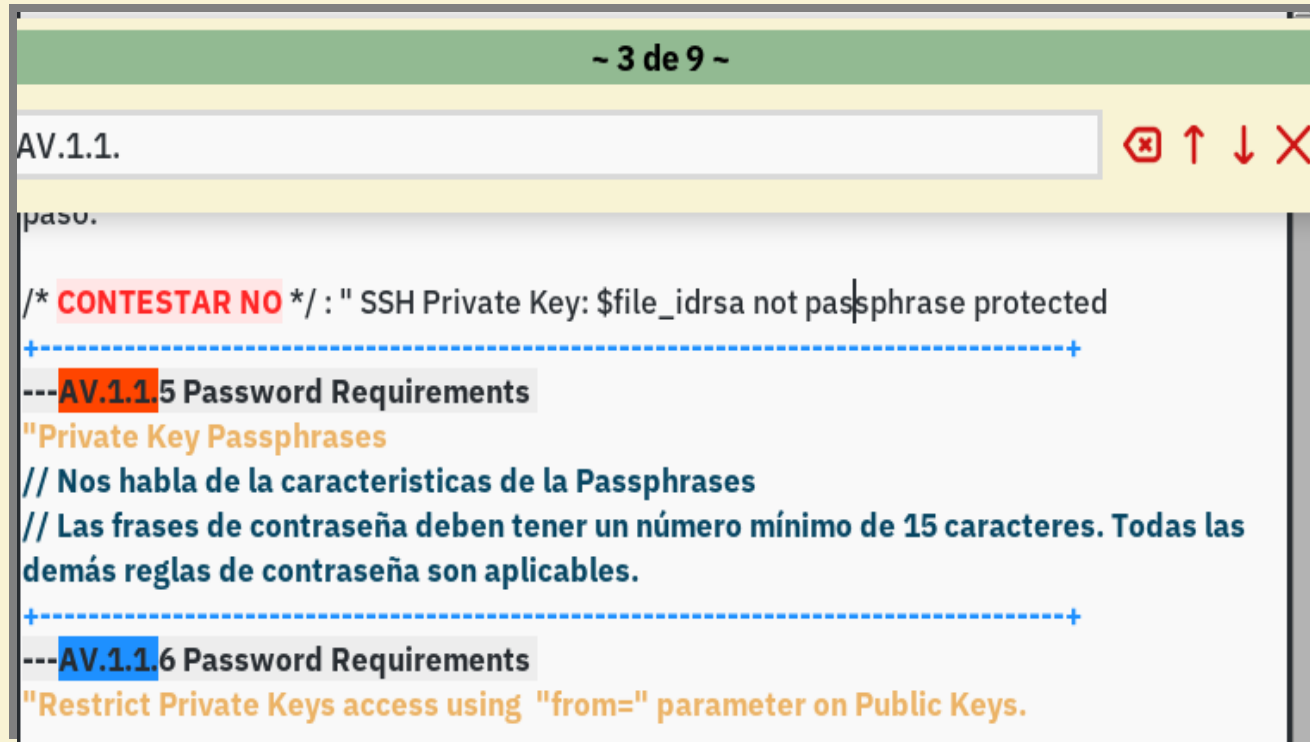 ~ 3 de 9 ~
AV.1.1.
paso.
/* CONTESTAR NO */ : " SSH Private Key: $file_idrsa not passphrase protected
+-------------------------------------------------------------------------------------+
---AV.1.1.5 Password Requirements
"Private Key Passphrases
// Nos habla de la caracteristicas de la Passphrases
// Las frases de contraseña deben tener un número mínimo de 15 caracteres. Todas las
demás reglas de contraseña son aplicables.
+-------------------------------------------------------------------------------------+
---AV.1.1.6 Password Requirements
"Restrict Private Keys access using  "from=" parameter on Public Keys.